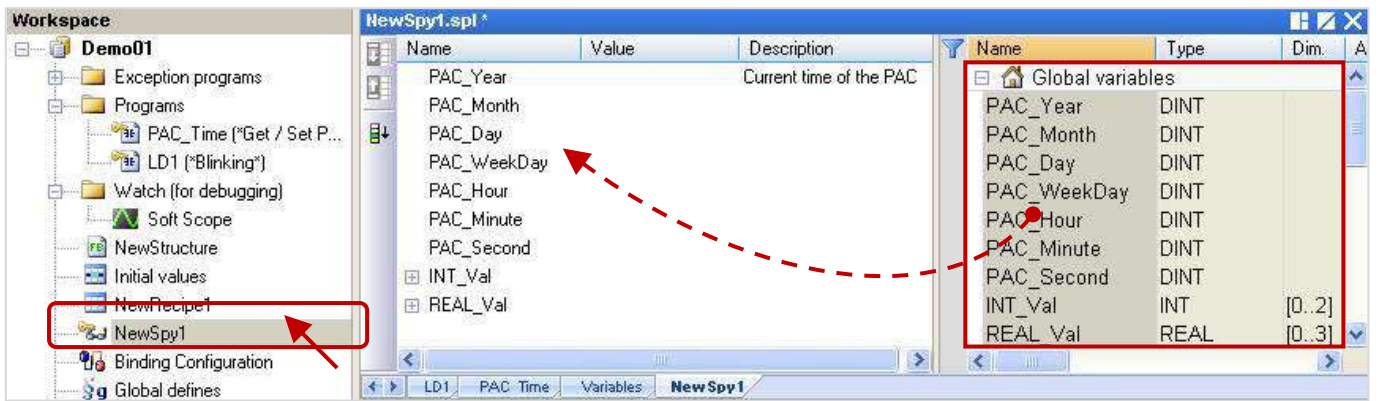 Workspace
Demo01
Exception programs
Programs
PAC_Time (*Get / Set P...
LD1 (*Blinking*)
Watch (for debugging)
Soft Scope
NewStructure
Initial values
NewRecipe1
NewSpy1
Binding Configuration
Global defines
NewSpy1.spl *
Name Value Description
PAC_Year Current time of the PAC
PAC_Month
PAC_Day
PAC_WeekDay
PAC_Hour
PAC_Minute
PAC_Second
INT_Val
REAL_Val
Name Type Dim. A
Global variables
PAC_Year DINT
PAC_Month DINT
PAC_Day DINT
PAC_WeekDay DINT
PAC_Hour DINT
PAC_Minute DINT
PAC_Second DINT
INT_Val INT [0..2]
REAL_Val REAL [0..3]
LD1 PAC_Time Variables NewSpy1